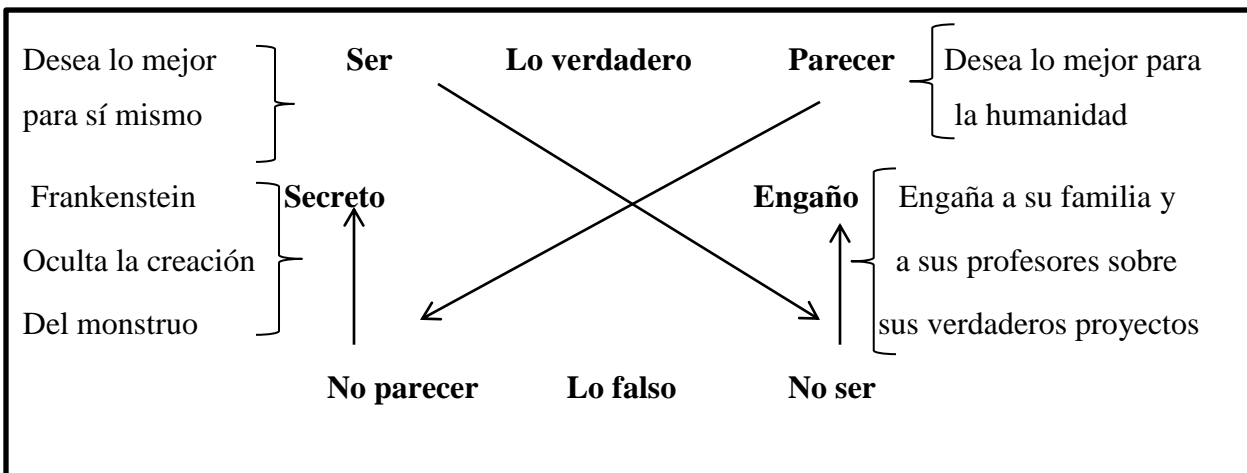 Desea lo mejor Ser Lo verdadero Parecer Desea lo mejor para
para sí mismo la humanidad
Frankenstein Secreto Engaño Engaña a su familia y
Oculta la creación a sus profesores sobre
Del monstruo sus verdaderos proyectos
No parecer Lo falso No ser